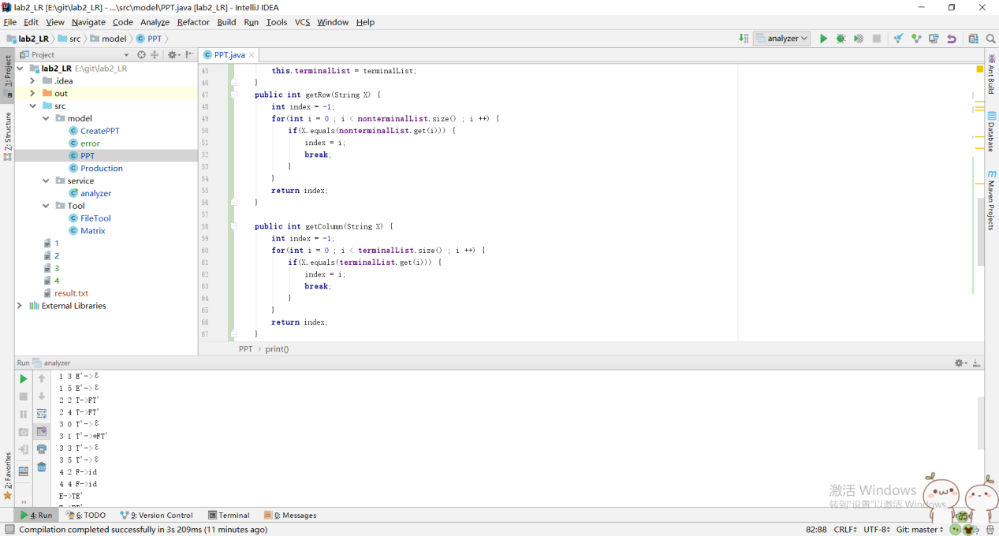 lab2_LR [E:\git\lab2_LR] - ...\src\model\PPT.java [lab2_LR] - IntelliJ IDEA
File Edit View Navigate Code Analyze Refactor Build Run Tools VCS Window Help
lab2_LR src model PPT analyzer
Project PPT.java
1: Project
Z: Structure
2: Favorites
lab2_LR E:\git\lab2_LR
.idea
out
src
model
CreatePPT
error
PPT
Production
service
analyzer
Tool
FileTool
Matrix
1
2
3
4
result.txt
External Libraries
45 this.terminalList = terminalList;
46 }
47 public int getRow(String X) {
48 int index = -1;
49 for(int i = 0 ; i < nonterminalList.size() ; i ++) {
50 if(X.equals(nonterminalList.get(i))) {
51 index = i;
52 break;
53 }
54 }
55 return index;
56 }
57
58 public int getColumn(String X) {
59 int index = -1;
60 for(int i = 0 ; i < terminalList.size() ; i ++) {
61 if(X.equals(terminalList.get(i))) {
62 index = i;
63 break;
64 }
65 }
66 return index;
67 }
PPT › print()
Ant Build
Database
Maven Projects
Run analyzer
1 3 E'->ε
1 5 E'->ε
2 2 T->FT'
2 4 T->FT'
3 0 T'->ε
3 1 T'->*FT'
3 3 T'->ε
3 5 T'->ε
4 2 F->id
4 4 F->id
E->TE'
激活 Windows
转到"设置"以激活 Windows。
4: Run 6: TODO 9: Version Control Terminal 0: Messages
Compilation completed successfully in 3s 209ms (11 minutes ago) 82:88 CRLF UTF-8 Git: master